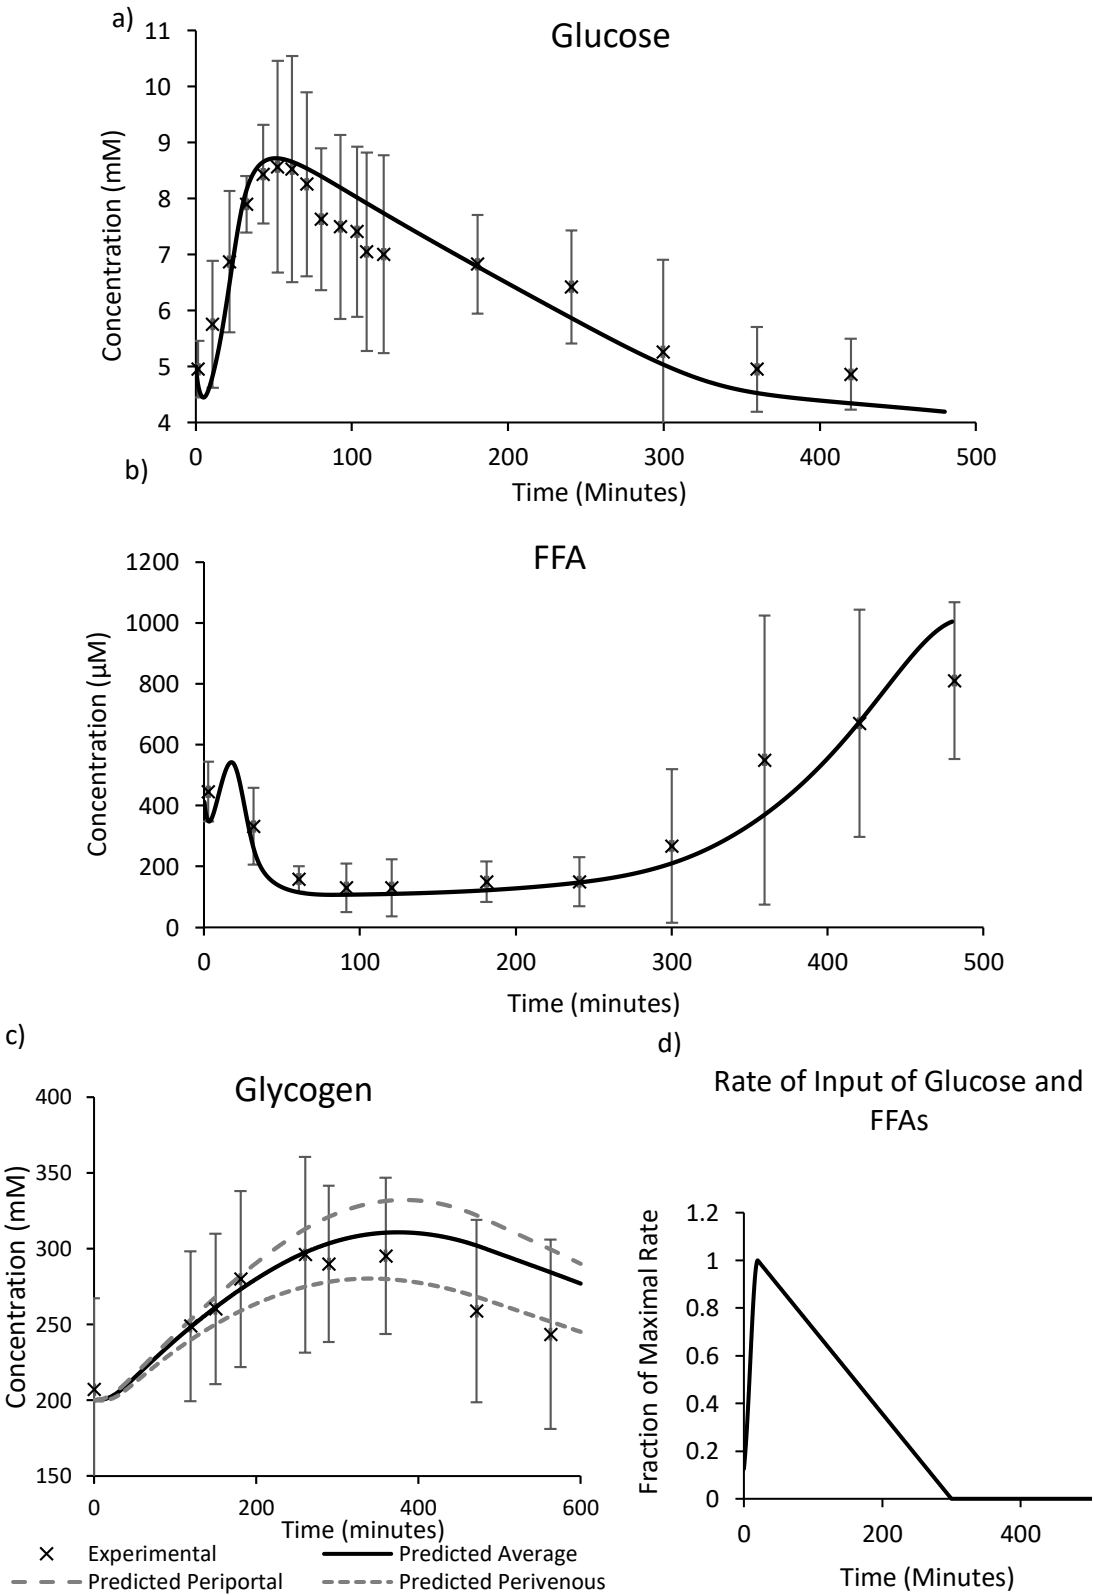 a)
Glucose
Concentration (mM)
11
10
9
8
7
6
5
4
0 100 200 300 400 500
Time (Minutes)
b)
FFA
Concentration (µM)
1200
1000
800
600
400
200
0
0 100 200 300 400 500
Time (minutes)
c)
Glycogen
Concentration (mM)
400
350
300
250
200
150
0 200 400 600
Time (minutes)
d)
Rate of Input of Glucose and
FFAs
Fraction of Maximal Rate
1.2
1
0.8
0.6
0.4
0.2
0
0 200 400
Time (Minutes)
Experimental Predicted Average
Predicted Periportal Predicted Perivenous